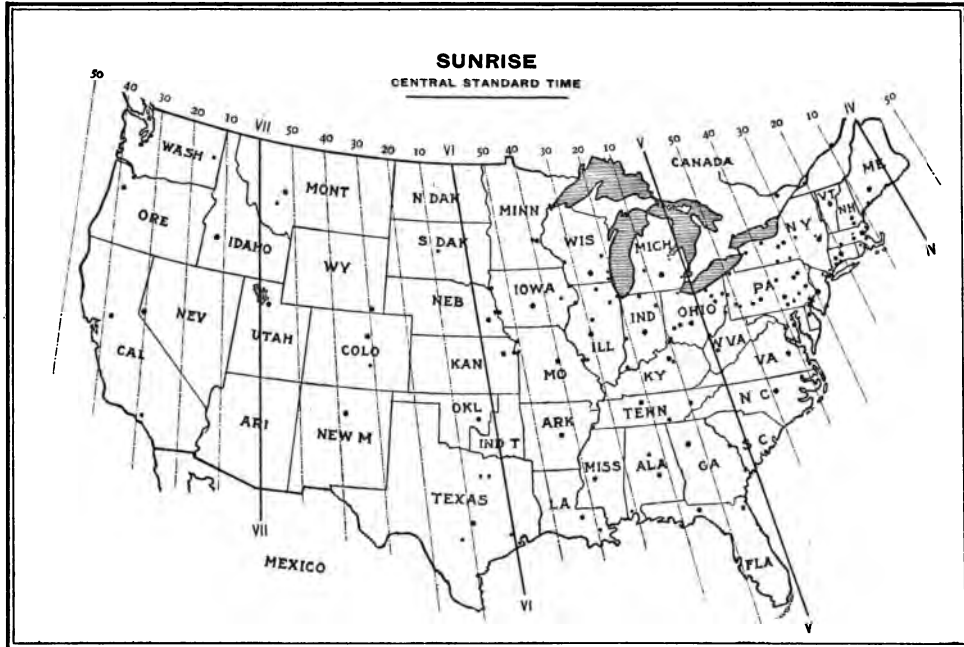 SUNRISE
CENTRAL STANDARD TIME
50
40
30
20
10
VII
50
40
30
20
10
VI
50
40
30
20
10
V
50
40
30
20
10
IV
50
CANADA
WASH
MONT
N DAK
MINN
ME
VT
NH
ORE
IDAHO
WY
S DAK
WIS
MICH
NY
NEV
UTAH
COLO
NEB
IOWA
ILL
IND
OHIO
PA
CAL
KAN
MO
KY
W VA
VA
ARI
NEW M
OKL
IND T
ARK
TENN
N C
S C
TEXAS
LA
MISS
ALA
GA
FLA
MEXICO
VII
VI
V